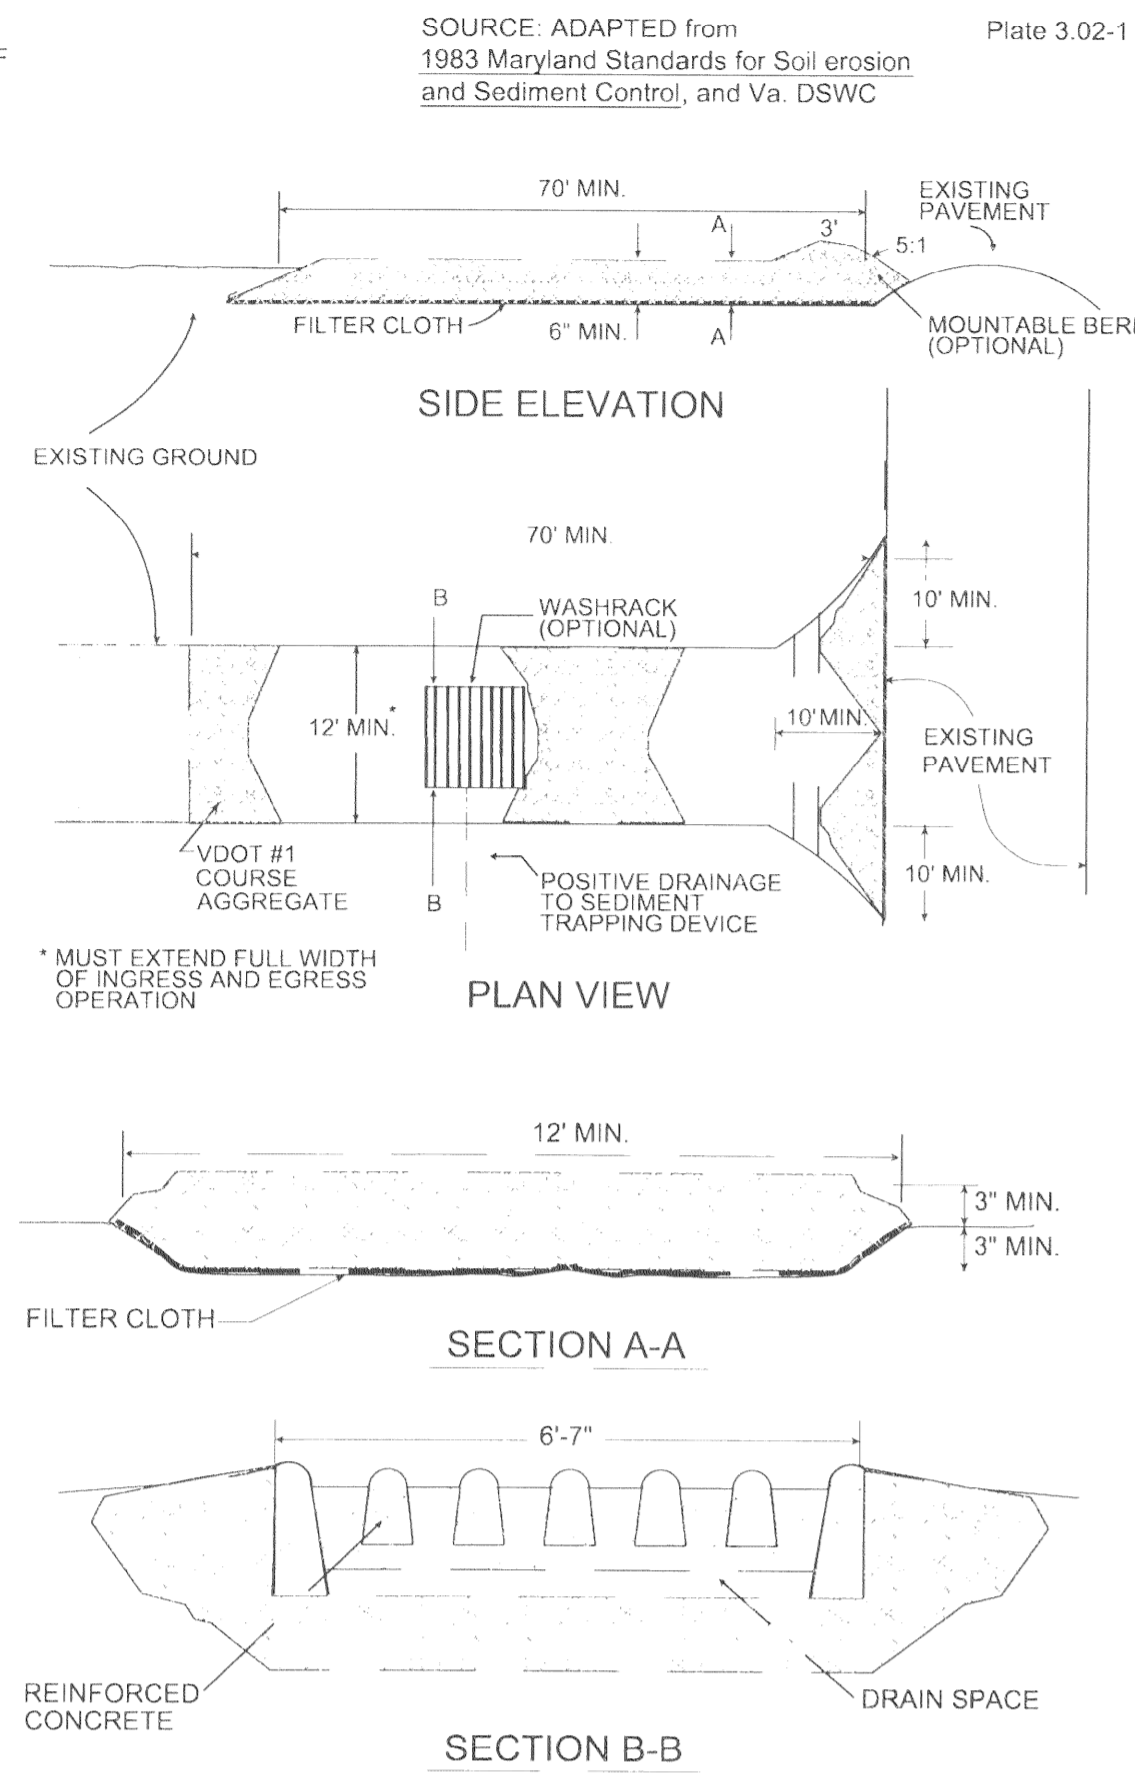 SOURCE: ADAPTED from
1983 Maryland Standards for Soil erosion
and Sediment Control, and Va. DSWC
Plate 3.02-1
70' MIN.
EXISTING
PAVEMENT
A
3'
5:1
FILTER CLOTH
6" MIN.
A
MOUNTABLE BER
(OPTIONAL)
SIDE ELEVATION
EXISTING GROUND
70' MIN.
B
WASHRACK
(OPTIONAL)
10' MIN.
12' MIN.*
10' MIN.
EXISTING
PAVEMENT
VDOT #1
COURSE
AGGREGATE
B
POSITIVE DRAINAGE
TO SEDIMENT
TRAPPING DEVICE
10' MIN.
* MUST EXTEND FULL WIDTH
OF INGRESS AND EGRESS
OPERATION
PLAN VIEW
12' MIN.
3" MIN.
3" MIN.
FILTER CLOTH
SECTION A-A
6'-7"
REINFORCED
CONCRETE
DRAIN SPACE
SECTION B-B